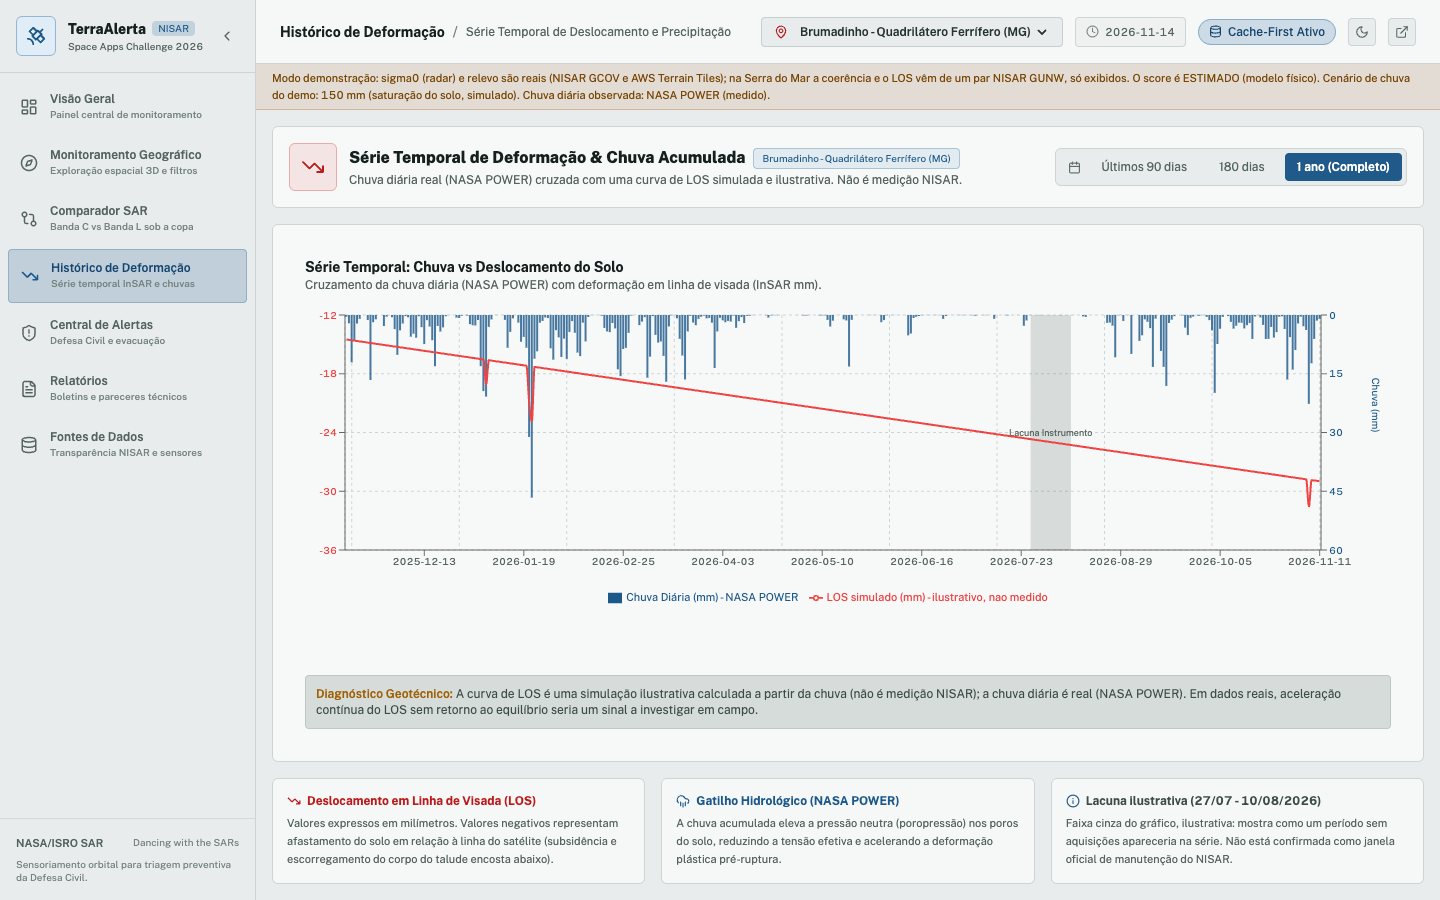 TerraAlerta NISAR
Space Apps Challenge 2026
Visão Geral
Painel central de monitoramento
Monitoramento Geográfico
Exploração espacial 3D e filtros
Comparador SAR
Banda C vs Banda L sob a copa
Histórico de Deformação
Série temporal InSAR e chuvas
Central de Alertas
Defesa Civil e evacuação
Relatórios
Boletins e pareceres técnicos
Fontes de Dados
Transparência NISAR e sensores
NASA/ISRO SAR Dancing with the SARs
Sensoriamento orbital para triagem preventiva
da Defesa Civil.
Histórico de Deformação / Série Temporal de Deslocamento e Precipitação
Brumadinho - Quadrilátero Ferrífero (MG)
2026-11-14
Cache-First Ativo
Modo demonstração: sigma0 (radar) e relevo são reais (NISAR GCOV e AWS Terrain Tiles); na Serra do Mar a coerência e o LOS vêm de um par NISAR GUNW, só exibidos. O score é ESTIMADO (modelo físico). Cenário de chuva
do demo: 150 mm (saturação do solo, simulado). Chuva diária observada: NASA POWER (medido).
Série Temporal de Deformação & Chuva Acumulada Brumadinho - Quadrilátero Ferrífero (MG)
Chuva diária real (NASA POWER) cruzada com uma curva de LOS simulada e ilustrativa. Não é medição NISAR.
Últimos 90 dias 180 dias 1 ano (Completo)
Série Temporal: Chuva vs Deslocamento do Solo
Cruzamento da chuva diária (NASA POWER) com deformação em linha de visada (InSAR mm).
-12 0
-18 15
-24 30
-30 45
-36 60
Lacuna Instrumento
Chuva (mm)
2025-12-13 2026-01-19 2026-02-25 2026-04-03 2026-05-10 2026-06-16 2026-07-23 2026-08-29 2026-10-05 2026-11-11
Chuva Diária (mm) - NASA POWER LOS simulado (mm) - ilustrativo, nao medido
Diagnóstico Geotécnico: A curva de LOS é uma simulação ilustrativa calculada a partir da chuva (não é medição NISAR); a chuva diária é real (NASA POWER). Em dados reais, aceleração
contínua do LOS sem retorno ao equilíbrio seria um sinal a investigar em campo.
Deslocamento em Linha de Visada (LOS)
Valores expressos em milímetros. Valores negativos representam
afastamento do solo em relação à linha do satélite (subsidência e
escorregamento do corpo do talude encosta abaixo).
Gatilho Hidrológico (NASA POWER)
A chuva acumulada eleva a pressão neutra (poropressão) nos poros
do solo, reduzindo a tensão efetiva e acelerando a deformação
plástica pré-ruptura.
Lacuna ilustrativa (27/07 - 10/08/2026)
Faixa cinza do gráfico, ilustrativa: mostra como um período sem
aquisições apareceria na série. Não está confirmada como janela
oficial de manutenção do NISAR.